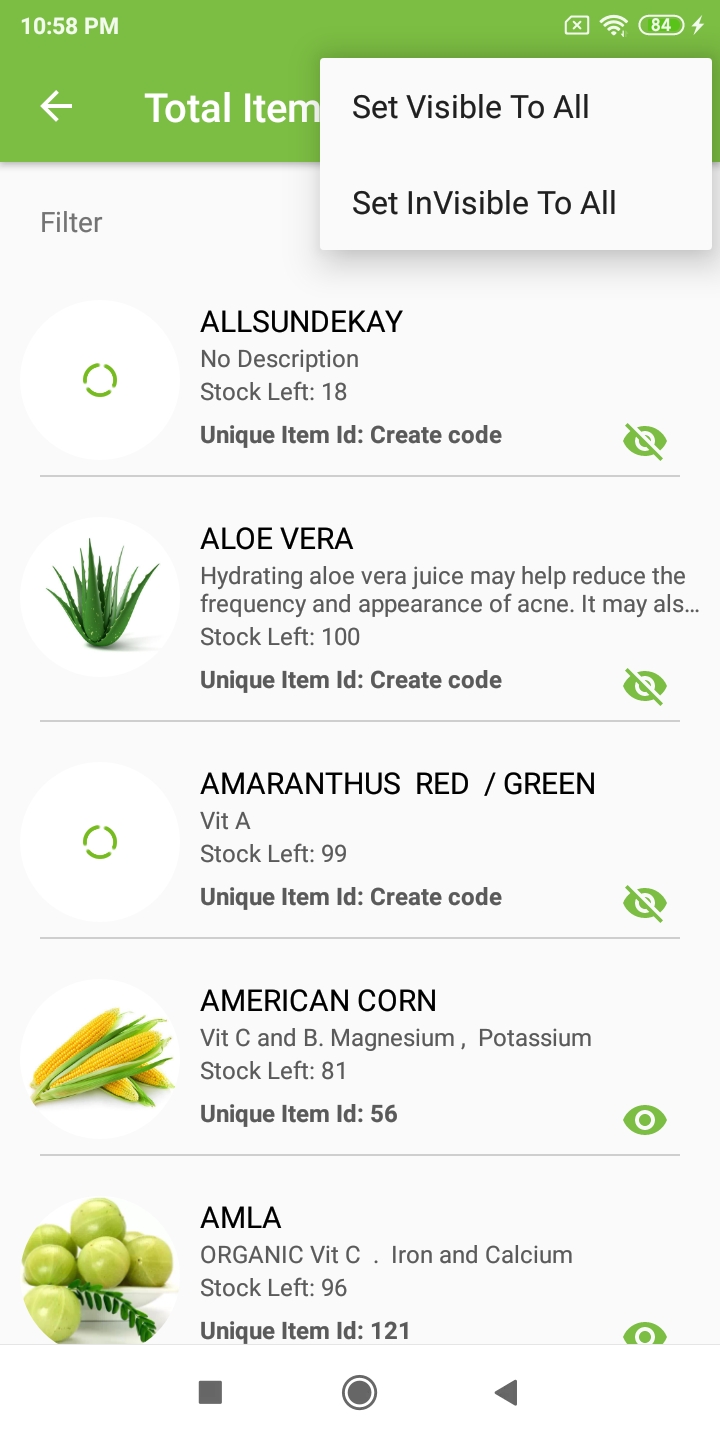 10:58 PM
84
Total Item
Set Visible To All
Set InVisible To All
Filter
ALLSUNDEKAY
No Description
Stock Left: 18
Unique Item Id: Create code
ALOE VERA
Hydrating aloe vera juice may help reduce the
frequency and appearance of acne. It may als...
Stock Left: 100
Unique Item Id: Create code
AMARANTHUS  RED  / GREEN
Vit A
Stock Left: 99
Unique Item Id: Create code
AMERICAN CORN
Vit C and B. Magnesium ,  Potassium
Stock Left: 81
Unique Item Id: 56
AMLA
ORGANIC Vit C  .  Iron and Calcium
Stock Left: 96
Unique Item Id: 121